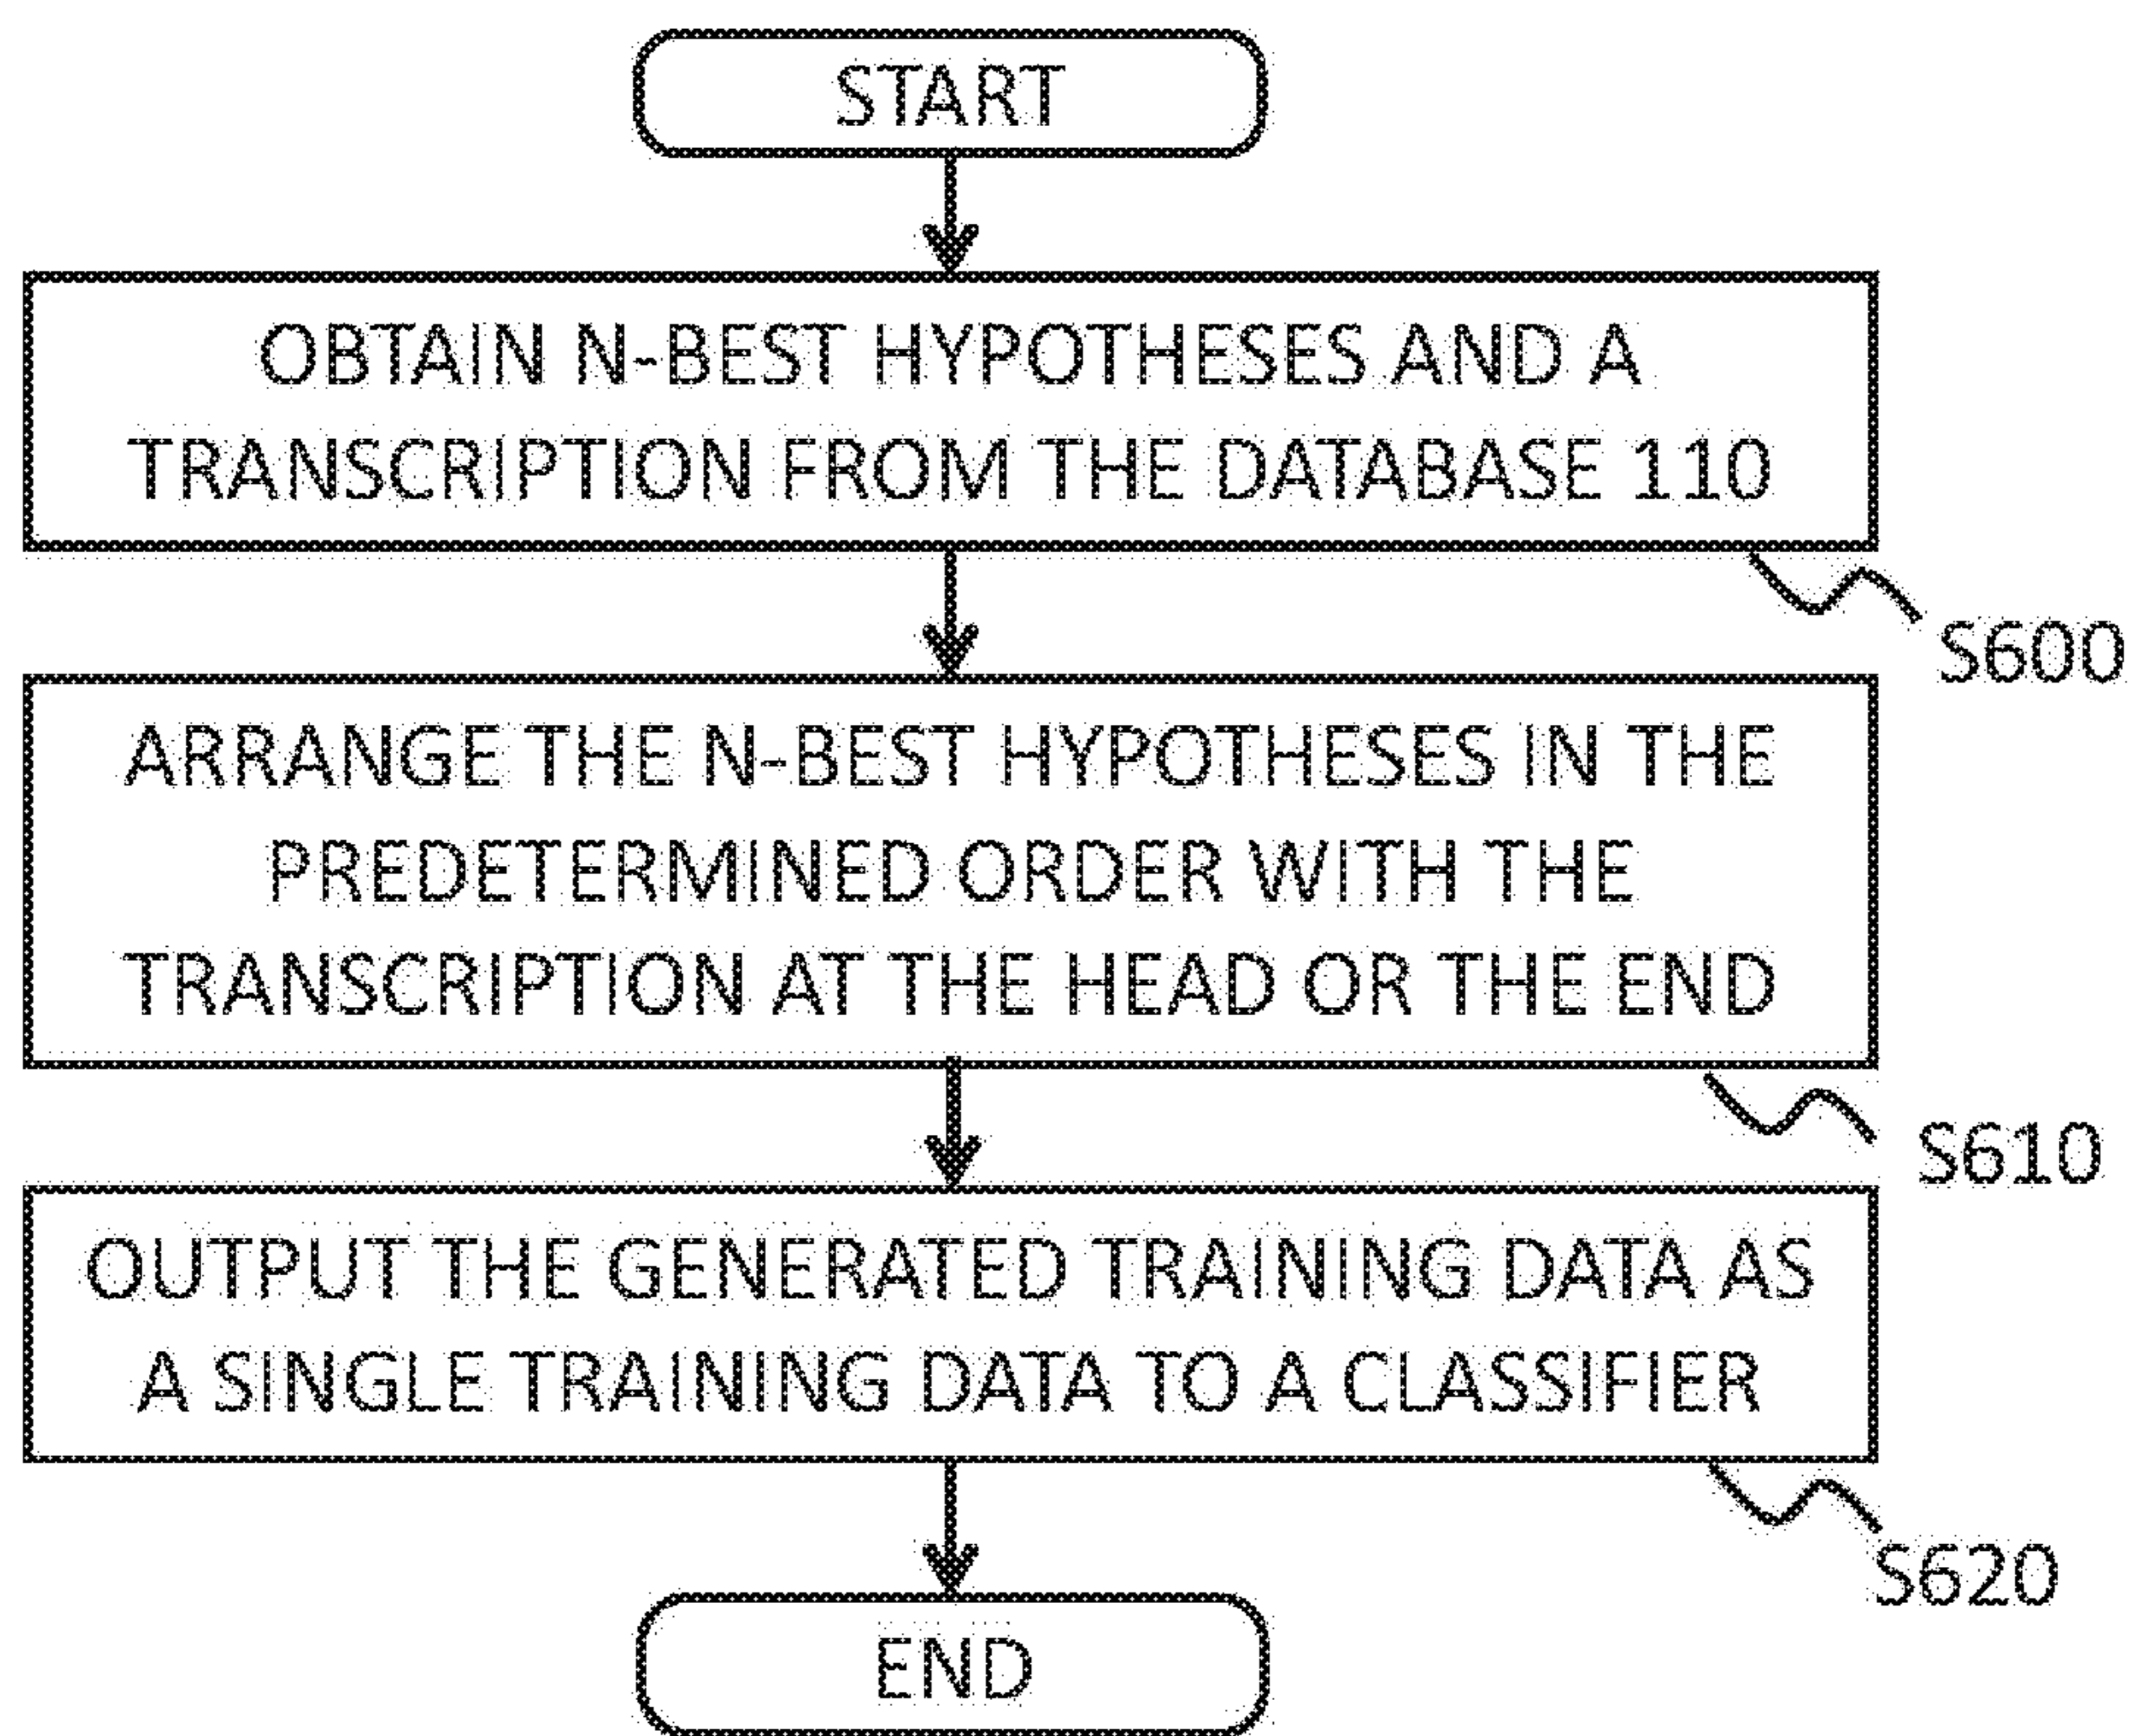 START
OBTAIN N-BEST HYPOTHESES AND A
TRANSCRIPTION FROM THE DATABASE 110
S600
ARRANGE THE N-BEST HYPOTHESES IN THE
PREDETERMINED ORDER WITH THE
TRANSCRIPTION AT THE HEAD OR THE END
S610
OUTPUT THE GENERATED TRAINING DATA AS
A SINGLE TRAINING DATA TO A CLASSIFIER
S620
END